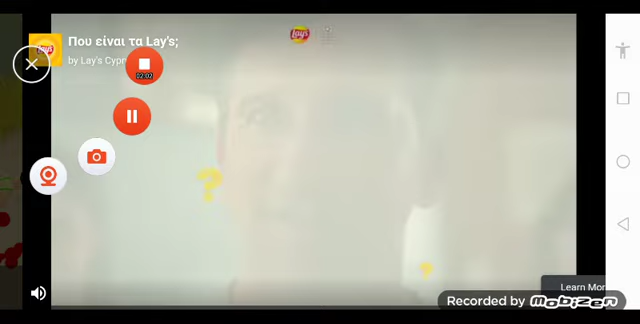 Lay's
Που είναι τα Lay's;
by Lay's Cypr
02:02
?
?
Learn Mor
Recorded by MOBIZEN